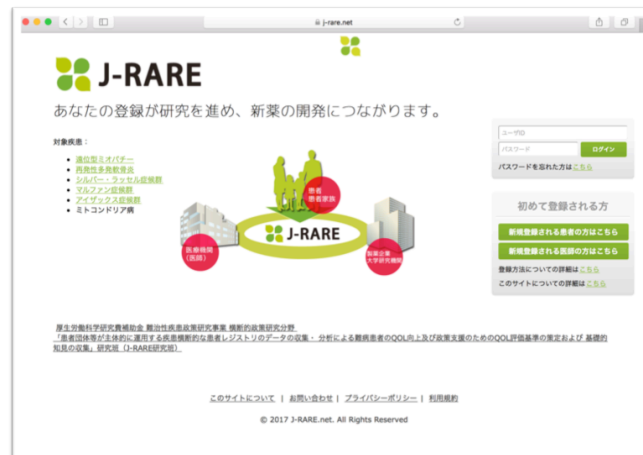 j-rare.net
J-RARE
あなたの登録が研究を進め、新薬の開発につながります。
対象疾患：
遠位型ミオパチー
再発性多発軟骨炎
シルバー・ラッセル症候群
マルファン症候群
アイザックス症候群
ミトコンドリア病
患者
患者家族
J-RARE
医療機関
（医師）
製薬企業
大学研究機関
ユーザID
パスワード
ログイン
パスワードを忘れた方はこちら
初めて登録される方
新規登録される患者の方はこちら
新規登録される医師の方はこちら
登録方法についての詳細はこちら
このサイトについての詳細はこちら
厚生労働科学研究費補助金 難治性疾患政策研究事業 横断的政策研究分野
「患者団体等が主体的に運用する疾患横断的な患者レジストリのデータの収集・ 分析による難病患者のQOL向上及び政策支援のためのQOL評価基準の策定および 基礎的
知見の収集」研究班（J-RARE研究班）
このサイトについて | お問い合わせ | プライバシーポリシー | 利用規約
© 2017 J-RARE.net. All Rights Reserved